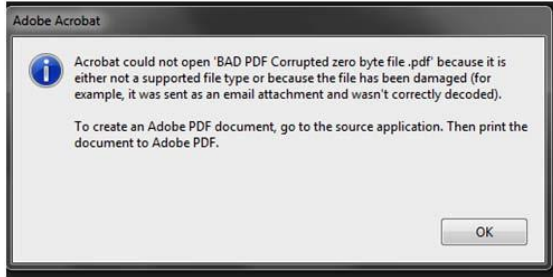 Adobe Acrobat
Acrobat could not open 'BAD PDF Corrupted zero byte file .pdf' because it is
either not a supported file type or because the file has been damaged (for
example, it was sent as an email attachment and wasn't correctly decoded).
To create an Adobe PDF document, go to the source application. Then print the
document to Adobe PDF.
OK